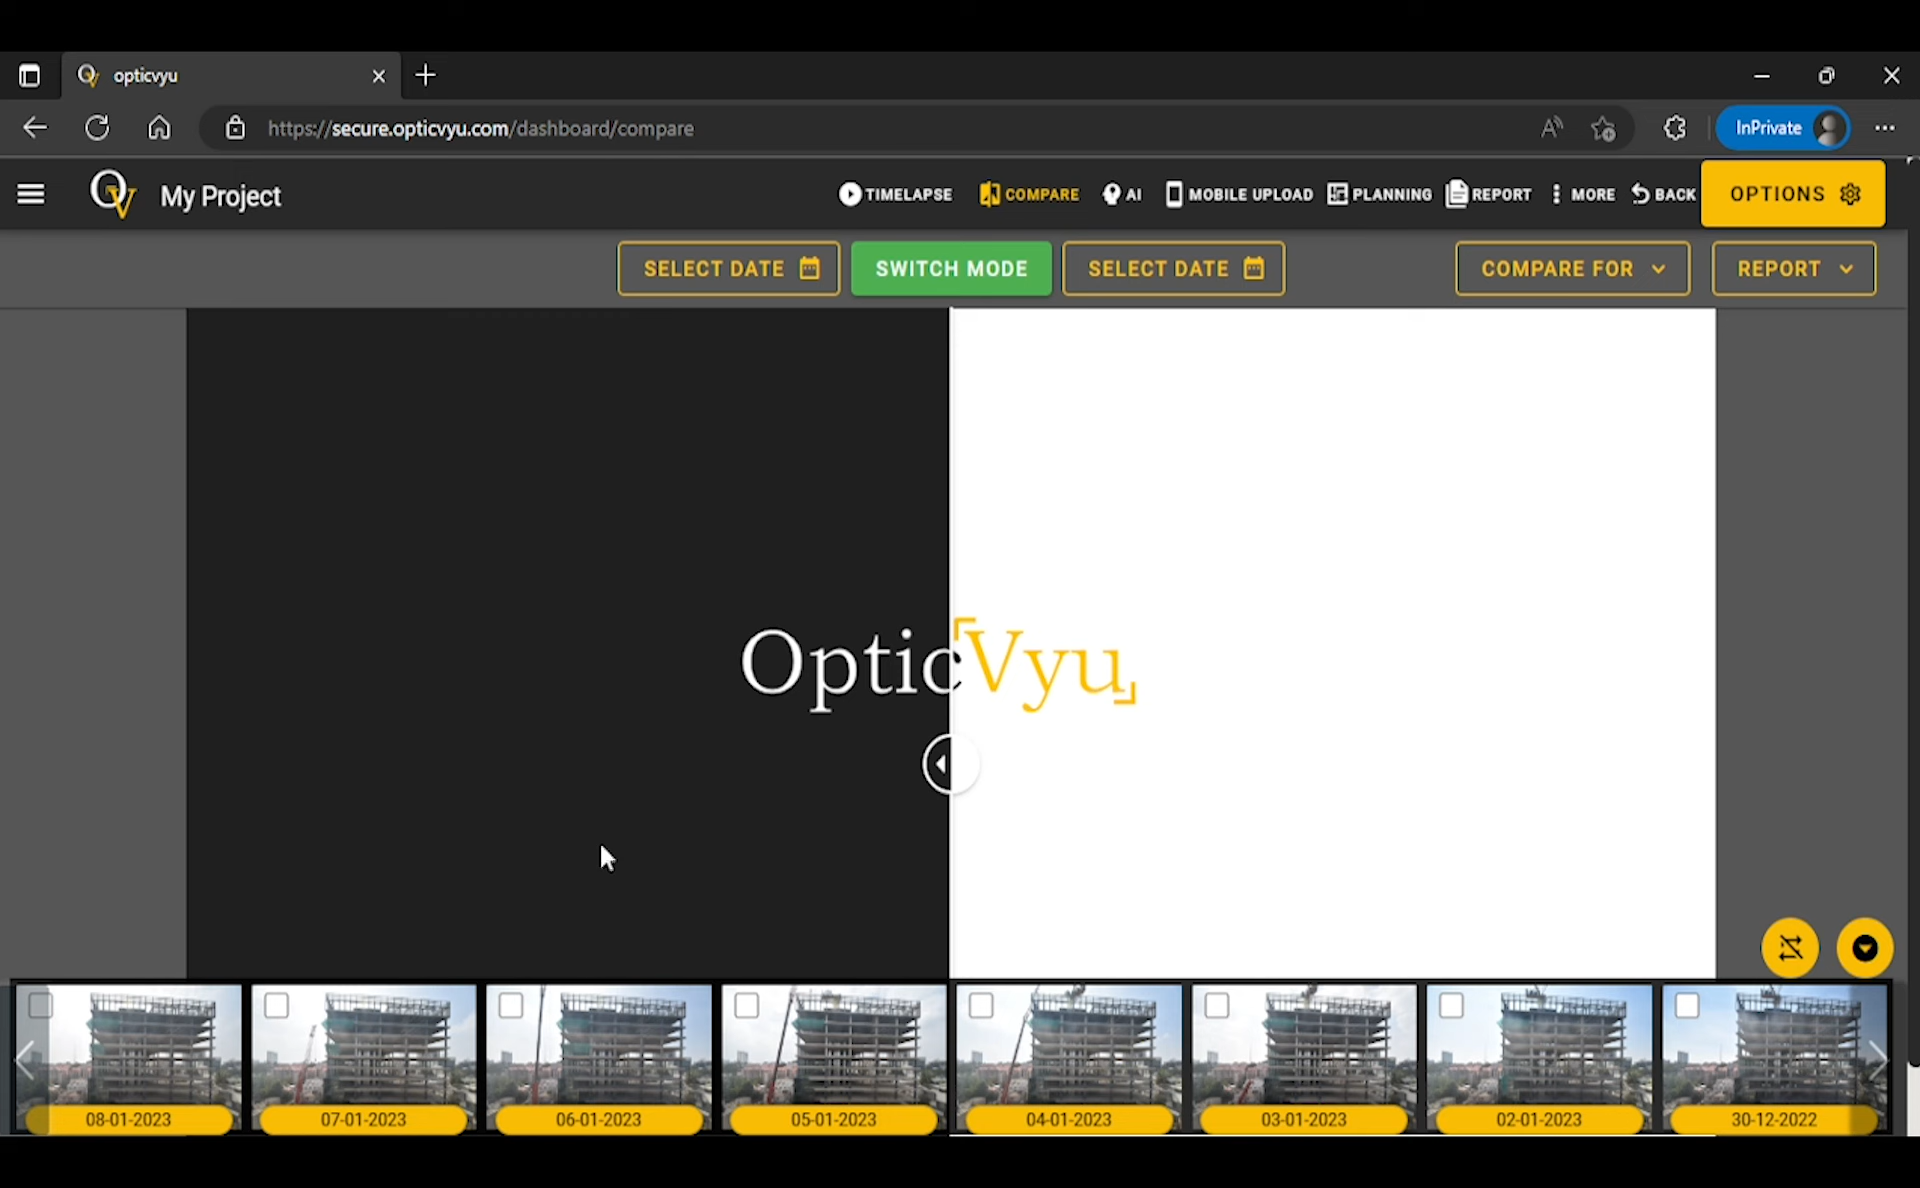 opticvyu
https://secure.opticvyu.com/dashboard/compare
InPrivate
OV My Project
TIMELAPSE COMPARE AI MOBILE UPLOAD PLANNING REPORT MORE BACK OPTIONS
SELECT DATE SWITCH MODE SELECT DATE COMPARE FOR REPORT
OpticVyu
08-01-2023 07-01-2023 06-01-2023 05-01-2023 04-01-2023 03-01-2023 02-01-2023 30-12-2022